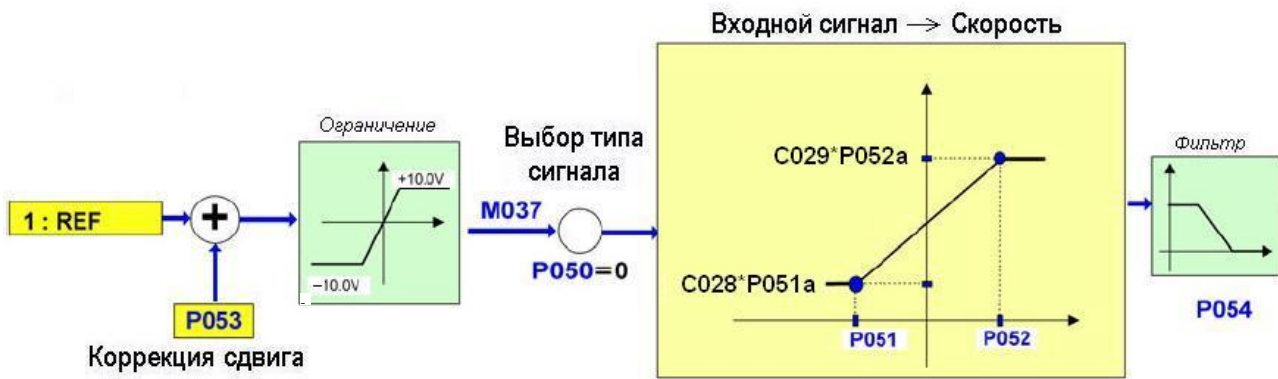 Входной сигнал → Скорость
Ограничение
Выбор типа
сигнала
Фильтр
+10.0V
−10.0V
1 : REF
+
M037
P050=0
C029*P052a
C028*P051a
P051
P052
P053
Коррекция сдвига
P054